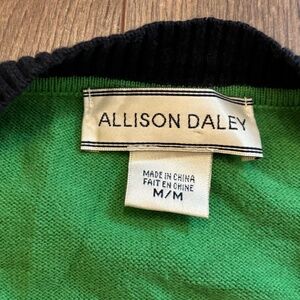 ALLISON DALEY
MADE IN CHINA
FAIT EN CHINE
M/M